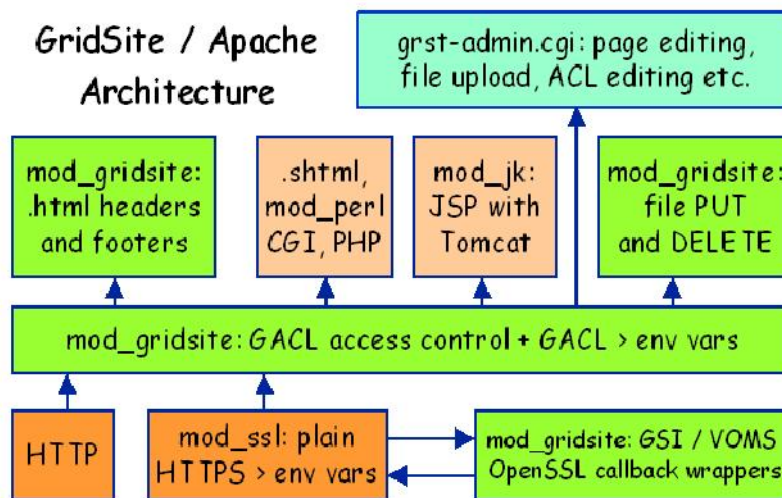 GridSite / Apache
Architecture
grst-admin.cgi: page editing,
file upload, ACL editing etc.
mod_gridsite:
.html headers
and footers
.shtml,
mod_perl
CGI, PHP
mod_jk:
JSP with
Tomcat
mod_gridsite:
file PUT
and DELETE
mod_gridsite: GACL access control + GACL > env vars
HTTP
mod_ssl: plain
HTTPS > env vars
mod_gridsite: GSI / VOMS
OpenSSL callback wrappers